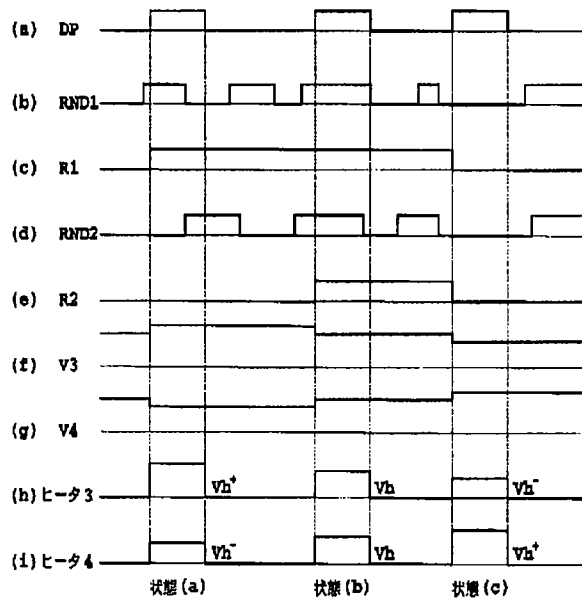 (a) DP
(b) RND1
(c) R1
(d) RND2
(e) R2
(f) V3
(g) V4
(h)ヒータ3 Vh⁺ Vh Vh⁻
(i)ヒータ4 Vh⁻ Vh Vh⁺
状態(a) 状態(b) 状態(c)